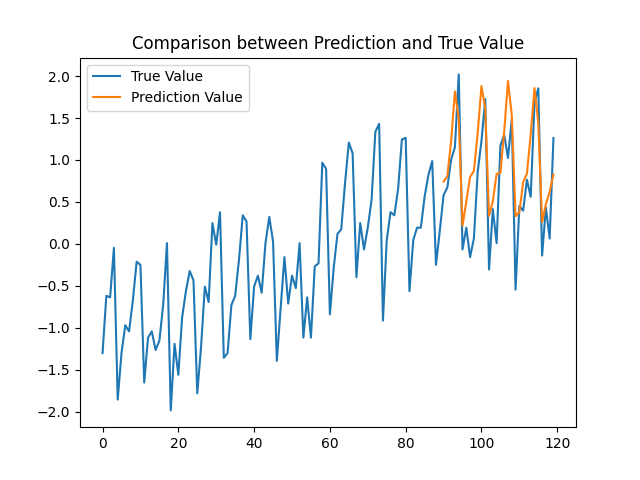 Comparison between Prediction and True Value
True Value
Prediction Value
2.0
1.5
1.0
0.5
0.0
−0.5
−1.0
−1.5
−2.0
0 20 40 60 80 100 120